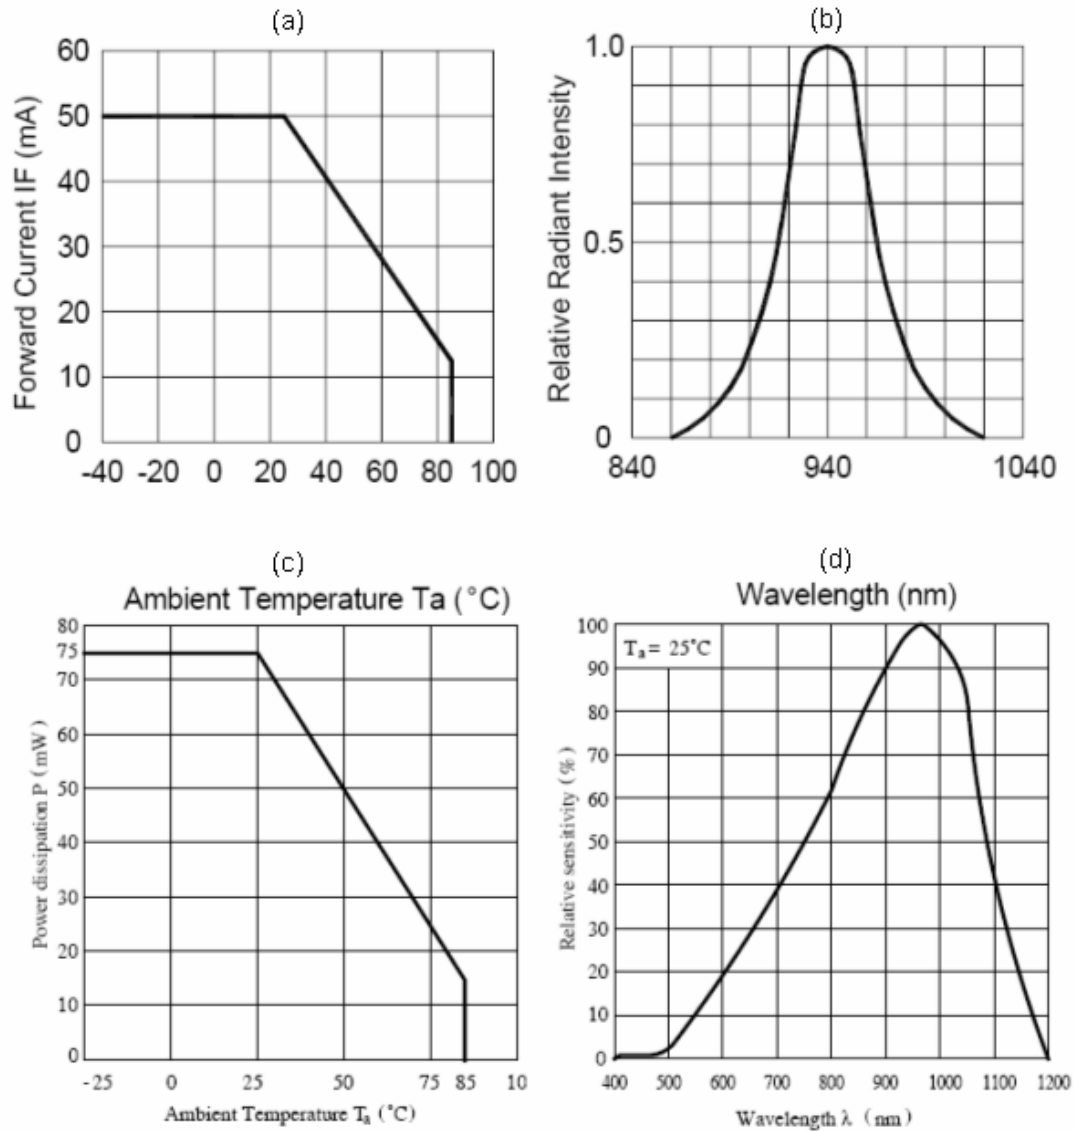 (a)
(b)
Forward Current IF (mA)
60
50
40
30
20
10
0
-40 -20 0 20 40 60 80 100
Relative Radiant Intensity
1.0
0.5
0
840 940 1040
(c)
(d)
Ambient Temperature Ta (°C)
Wavelength (nm)
Power dissipation P (mW)
80
75
70
60
50
40
30
20
10
0
-25 0 25 50 75 85 10
Ambient Temperature Ta (°C)
Relative sensitivity (%)
Ta = 25°C
100
90
80
70
60
50
40
30
20
10
0
400 500 600 700 800 900 1000 1100 1200
Wavelength λ (nm)